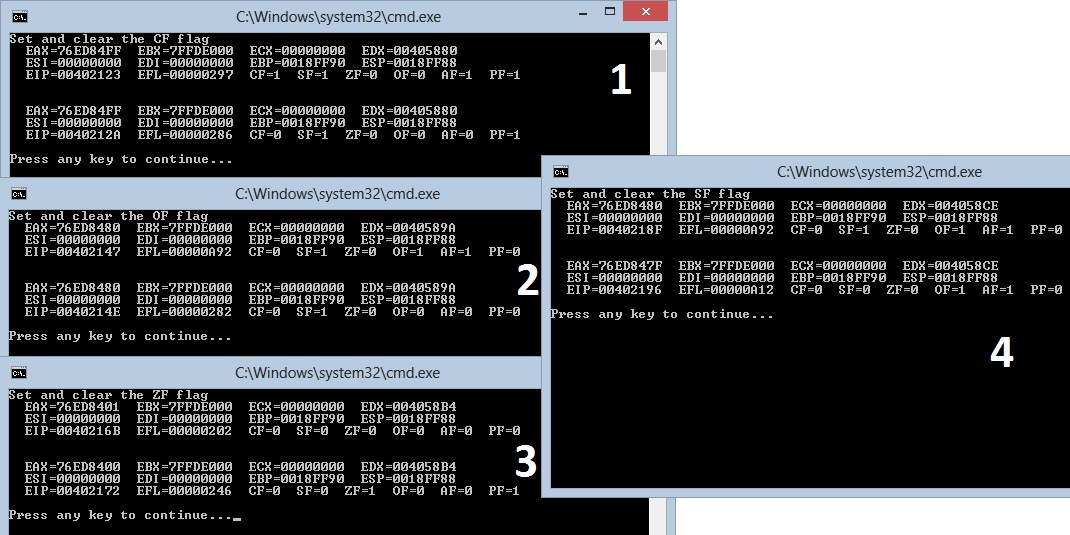 C:\Windows\system32\cmd.exe
Set and clear the CF flag
EAX=76ED84FF EBX=7FFDE000 ECX=00000000 EDX=00405880
ESI=00000000 EDI=00000000 EBP=0018FF90 ESP=0018FF88
EIP=00402123 EFL=00000297 CF=1 SF=1 ZF=0 OF=0 AF=1 PF=1
EAX=76ED84FF EBX=7FFDE000 ECX=00000000 EDX=00405880
ESI=00000000 EDI=00000000 EBP=0018FF90 ESP=0018FF88
EIP=0040212A EFL=00000286 CF=0 SF=1 ZF=0 OF=0 AF=0 PF=1
Press any key to continue...
1
C:\Windows\system32\cmd.exe
Set and clear the OF flag
EAX=76ED8480 EBX=7FFDE000 ECX=00000000 EDX=0040589A
ESI=00000000 EDI=00000000 EBP=0018FF90 ESP=0018FF88
EIP=00402147 EFL=00000A92 CF=0 SF=1 ZF=0 OF=1 AF=1 PF=0
EAX=76ED8480 EBX=7FFDE000 ECX=00000000 EDX=0040589A
ESI=00000000 EDI=00000000 EBP=0018FF90 ESP=0018FF88
EIP=0040214E EFL=00000282 CF=0 SF=1 ZF=0 OF=0 AF=0 PF=0
Press any key to continue...
2
C:\Windows\system32\cmd.exe
Set and clear the ZF flag
EAX=76ED8401 EBX=7FFDE000 ECX=00000000 EDX=004058B4
ESI=00000000 EDI=00000000 EBP=0018FF90 ESP=0018FF88
EIP=0040216B EFL=00000202 CF=0 SF=0 ZF=0 OF=0 AF=0 PF=0
EAX=76ED8400 EBX=7FFDE000 ECX=00000000 EDX=004058B4
ESI=00000000 EDI=00000000 EBP=0018FF90 ESP=0018FF88
EIP=00402172 EFL=00000246 CF=0 SF=0 ZF=1 OF=0 AF=0 PF=1
Press any key to continue..._
3
C:\Windows\system32\cmd.exe
Set and clear the SF flag
EAX=76ED8480 EBX=7FFDE000 ECX=00000000 EDX=004058CE
ESI=00000000 EDI=00000000 EBP=0018FF90 ESP=0018FF88
EIP=0040218F EFL=00000A92 CF=0 SF=1 ZF=0 OF=1 AF=1 PF=0
EAX=76ED847F EBX=7FFDE000 ECX=00000000 EDX=004058CE
ESI=00000000 EDI=00000000 EBP=0018FF90 ESP=0018FF88
EIP=00402196 EFL=00000A12 CF=0 SF=0 ZF=0 OF=1 AF=1 PF=0
Press any key to continue...
4